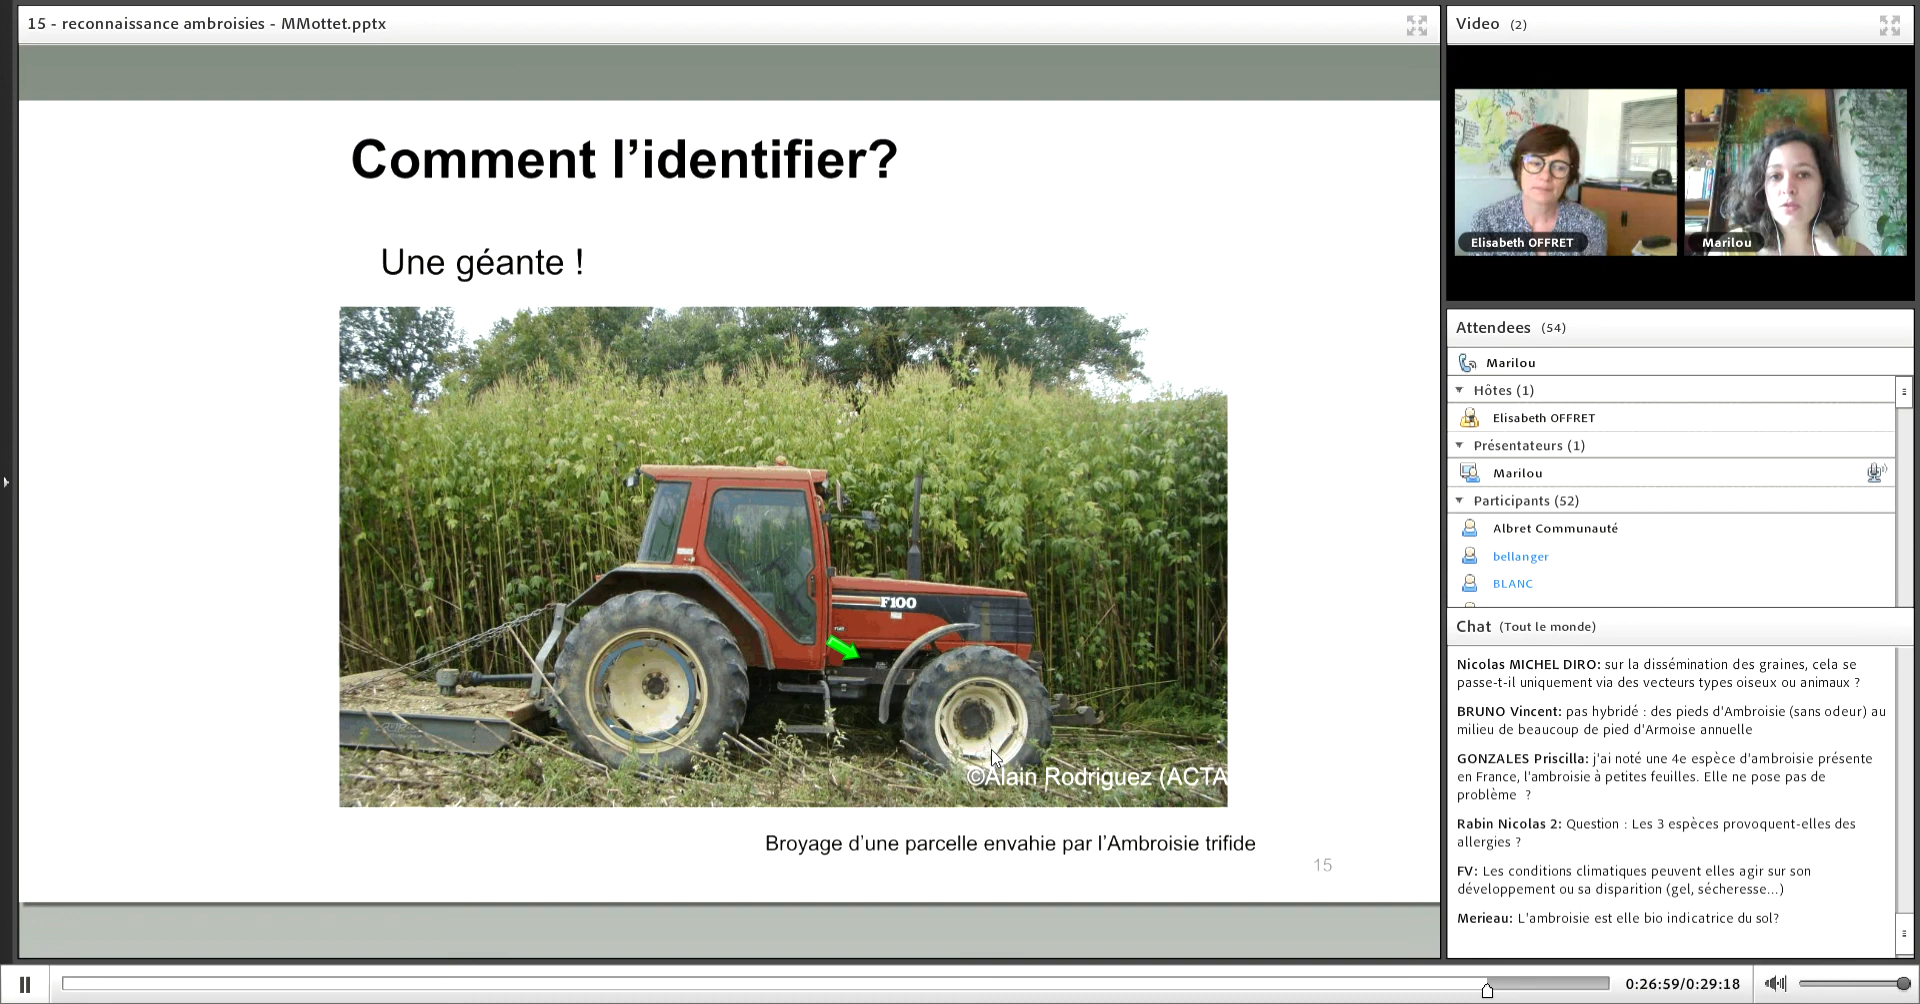 15 - reconnaissance ambroisies - MMottet.pptx
Comment l’identifier?
Une géante !
F100
©Alain Rodriguez (ACTA
Broyage d’une parcelle envahie par l’Ambroisie trifide
15
Video (2)
Elisabeth OFFRET
Marilou
Attendees (54)
Marilou
Hôtes (1)
Elisabeth OFFRET
Présentateurs (1)
Marilou
Participants (52)
Albret Communauté
bellanger
BLANC
Chat (Tout le monde)
Nicolas MICHEL DIRO: sur la dissémination des graines, cela se
passe-t-il uniquement via des vecteurs types oiseux ou animaux ?
BRUNO Vincent: pas hybridé : des pieds d'Ambroisie (sans odeur) au
milieu de beaucoup de pied d'Armoise annuelle
GONZALES Priscilla: j'ai noté une 4e espèce d'ambroisie présente
en France, l'ambroisie à petites feuilles. Elle ne pose pas de
problème ?
Rabin Nicolas 2: Question : Les 3 espèces provoquent-elles des
allergies ?
FV: Les conditions climatiques peuvent elles agir sur son
développement ou sa disparition (gel, sécheresse...)
Merieau: L'ambroisie est elle bio indicatrice du sol?
0:26:59/0:29:18